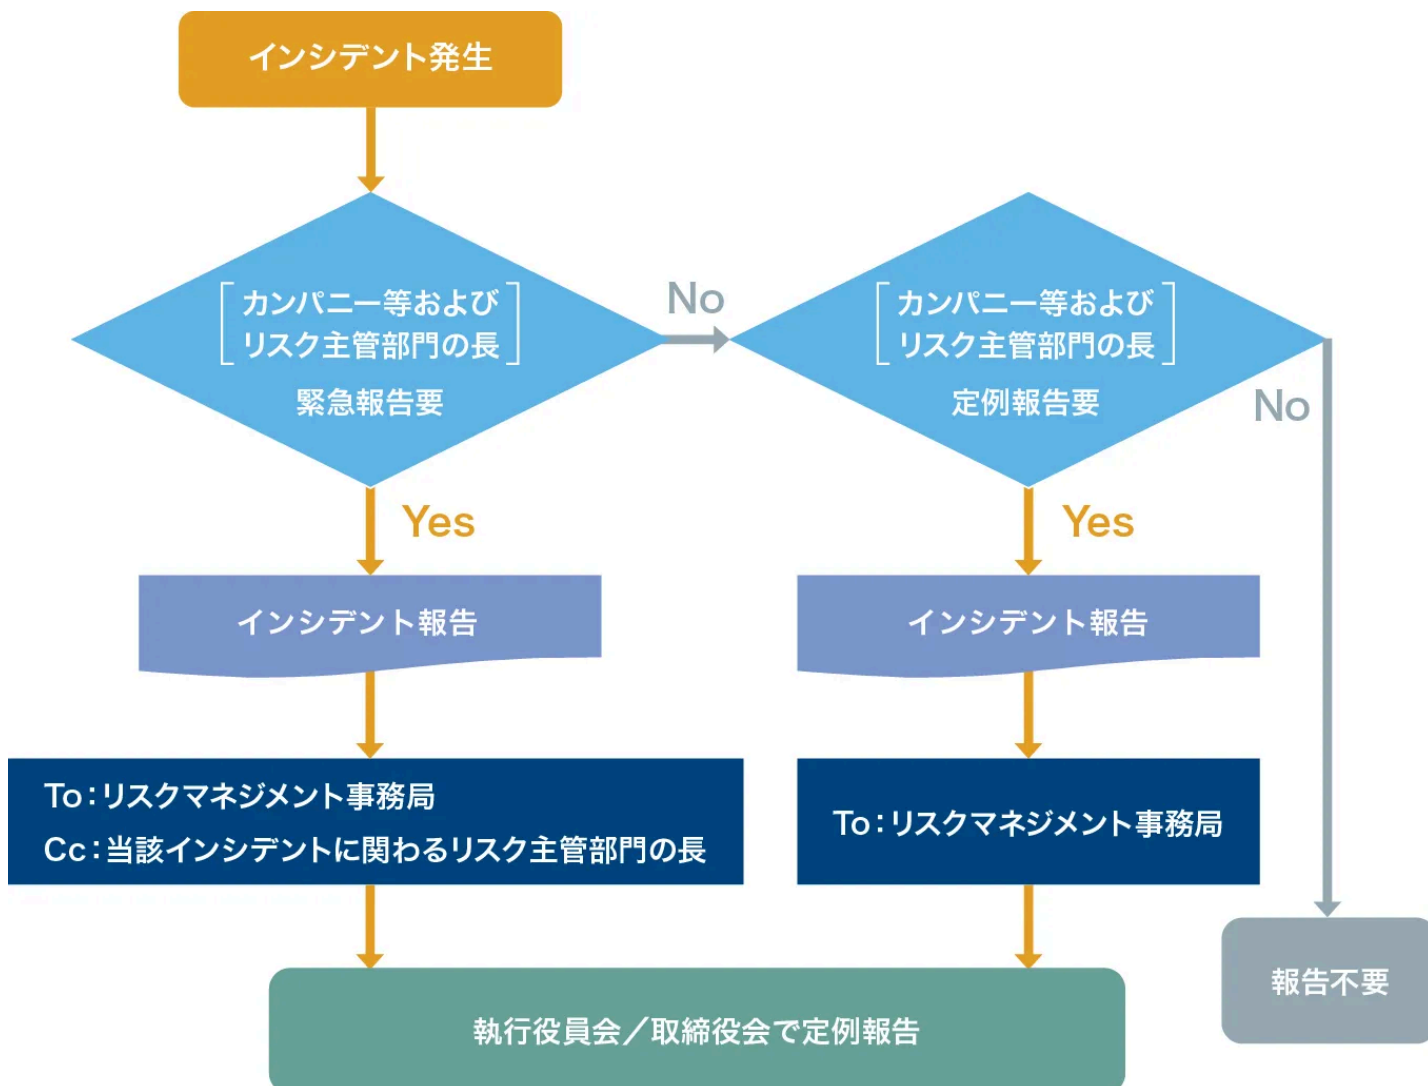 インシデント発生
カンパニー等および
リスク主管部門の長
緊急報告要
No
カンパニー等および
リスク主管部門の長
定例報告要
No
Yes
Yes
インシデント報告
インシデント報告
To：リスクマネジメント事務局
Cc：当該インシデントに関わるリスク主管部門の長
To：リスクマネジメント事務局
報告不要
執行役員会／取締役会で定例報告